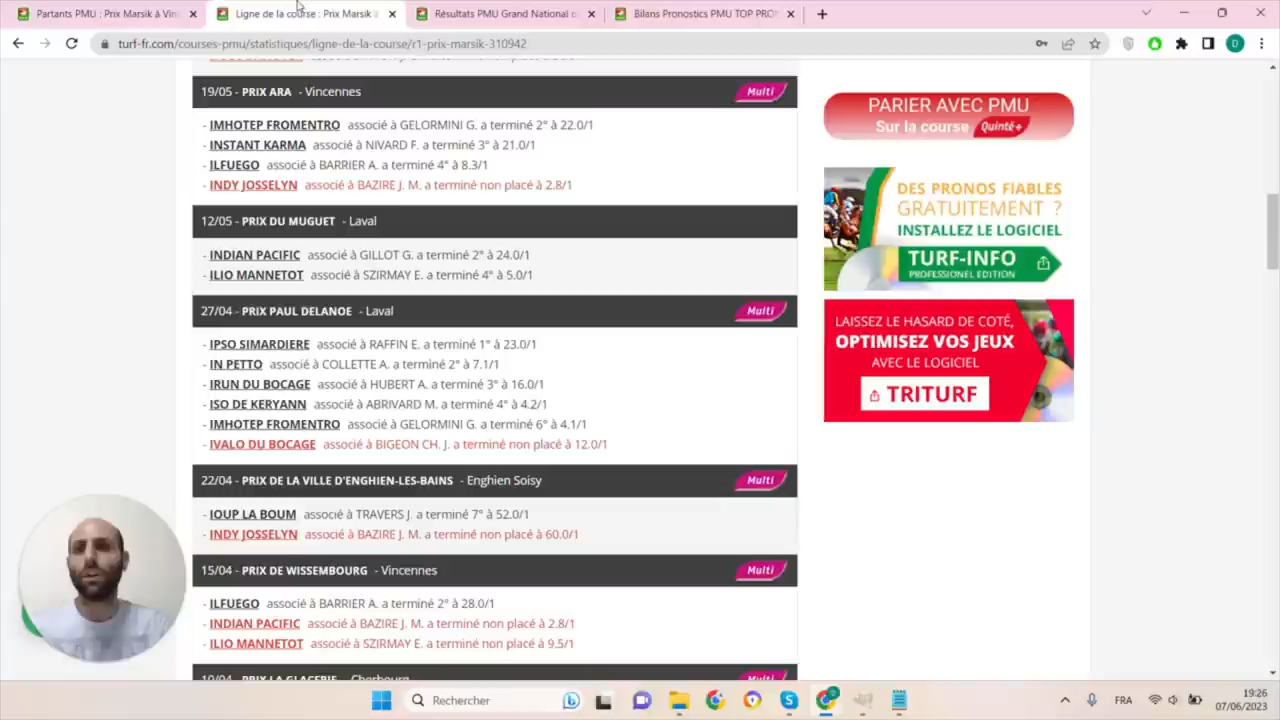 Partants PMU : Prix Marsik à Vin
Ligne de la course : Prix Marsik à
Résultats PMU Grand National d
Bilans Pronostics PMU TOP PRO
turf-fr.com/courses-pmu/statistiques/ligne-de-la-course/r1-prix-marsik-310942
D
19/05 - PRIX ARA - Vincennes Multi
- IMHOTEP FROMENTRO associé à GELORMINI G. a terminé 2° à 22.0/1
- INSTANT KARMA associé à NIVARD F. a terminé 3° à 21.0/1
- ILFUEGO associé à BARRIER A. a terminé 4° à 8.3/1
- INDY JOSSELYN associé à BAZIRE J. M. a terminé non placé à 2.8/1
12/05 - PRIX DU MUGUET - Laval
- INDIAN PACIFIC associé à GILLOT G. a terminé 2° à 24.0/1
- ILIO MANNETOT associé à SZIRMAY E. a terminé 4° à 5.0/1
27/04 - PRIX PAUL DELANOE - Laval Multi
- IPSO SIMARDIERE associé à RAFFIN E. a terminé 1° à 23.0/1
- IN PETTO associé à COLLETTE A. a terminé 2° à 7.1/1
- IRUN DU BOCAGE associé à HUBERT A. a terminé 3° à 16.0/1
- ISO DE KERYANN associé à ABRIVARD M. a terminé 4° à 4.2/1
- IMHOTEP FROMENTRO associé à GELORMINI G. a terminé 6° à 4.1/1
- IVALO DU BOCAGE associé à BIGEON CH. J. a terminé non placé à 12.0/1
22/04 - PRIX DE LA VILLE D'ENGHIEN-LES-BAINS - Enghien Soisy Multi
- IOUP LA BOUM associé à TRAVERS J. a terminé 7° à 52.0/1
- INDY JOSSELYN associé à BAZIRE J. M. a terminé non placé à 60.0/1
15/04 - PRIX DE WISSEMBOURG - Vincennes Multi
- ILFUEGO associé à BARRIER A. a terminé 2° à 28.0/1
- INDIAN PACIFIC associé à BAZIRE J. M. a terminé non placé à 2.8/1
- ILIO MANNETOT associé à SZIRMAY E. a terminé non placé à 9.5/1
10/04 - PRIX LA GLACERIE - Cherbourg Multi
PARIER AVEC PMU
Sur la course Quinté+
DES PRONOS FIABLES
GRATUITEMENT ?
INSTALLEZ LE LOGICIEL
TURF-INFO
PROFESSIONEL EDITION
LAISSEZ LE HASARD DE COTÉ,
OPTIMISEZ VOS JEUX
AVEC LE LOGICIEL
TRITURF
Rechercher
FRA
19:26
07/06/2023